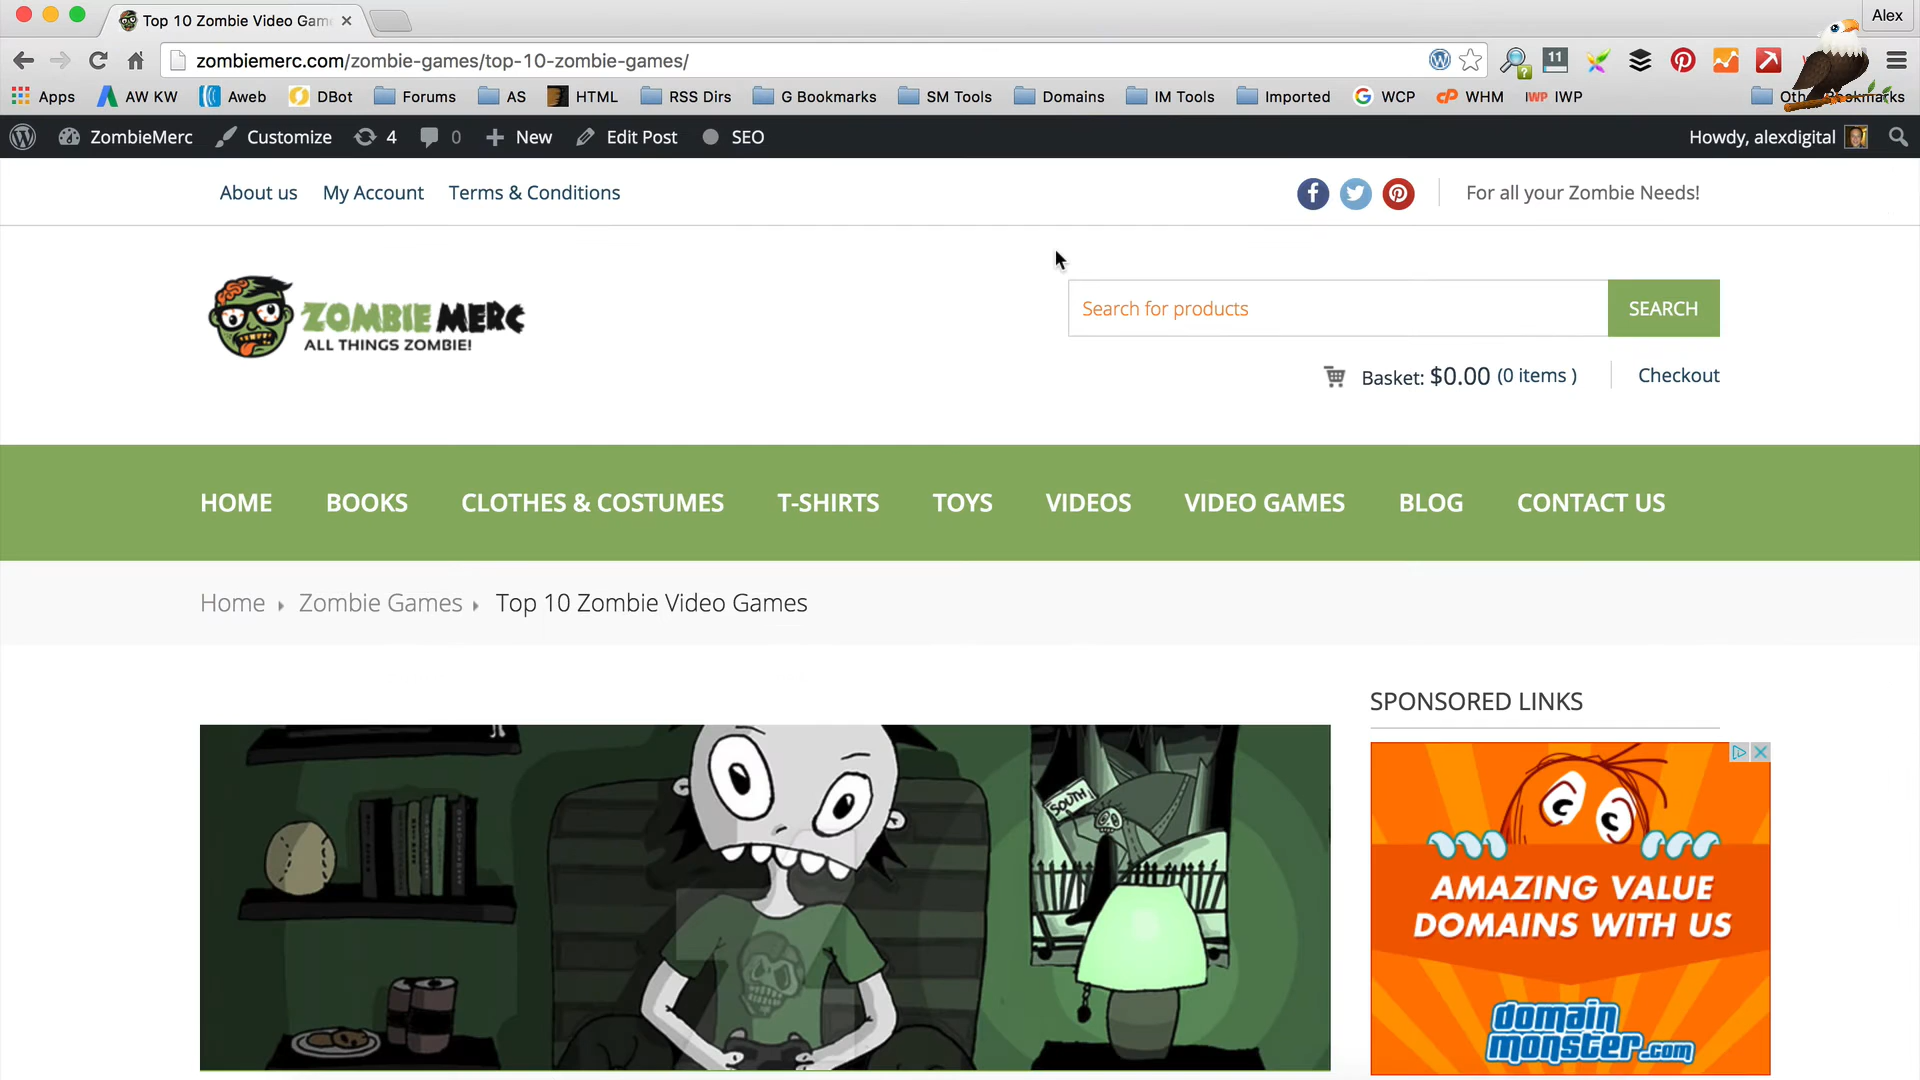 Top 10 Zombie Video Gam
Alex
zombiemerc.com/zombie-games/top-10-zombie-games/
11
Apps AW KW Aweb DBot Forums AS HTML RSS Dirs G Bookmarks SM Tools Domains IM Tools Imported WCP WHM IWP Other Bookmarks
ZombieMerc Customize 4 0 New Edit Post SEO Howdy, alexdigital
About us My Account Terms & Conditions For all your Zombie Needs!
ZOMBIE MERC
ALL THINGS ZOMBIE!
Search for products SEARCH
Basket: $0.00 (0 items ) Checkout
HOME BOOKS CLOTHES & COSTUMES T-SHIRTS TOYS VIDEOS VIDEO GAMES BLOG CONTACT US
Home Zombie Games Top 10 Zombie Video Games
SPONSORED LINKS
SOUTH
AMAZING VALUE
DOMAINS WITH US
domain
monster.com